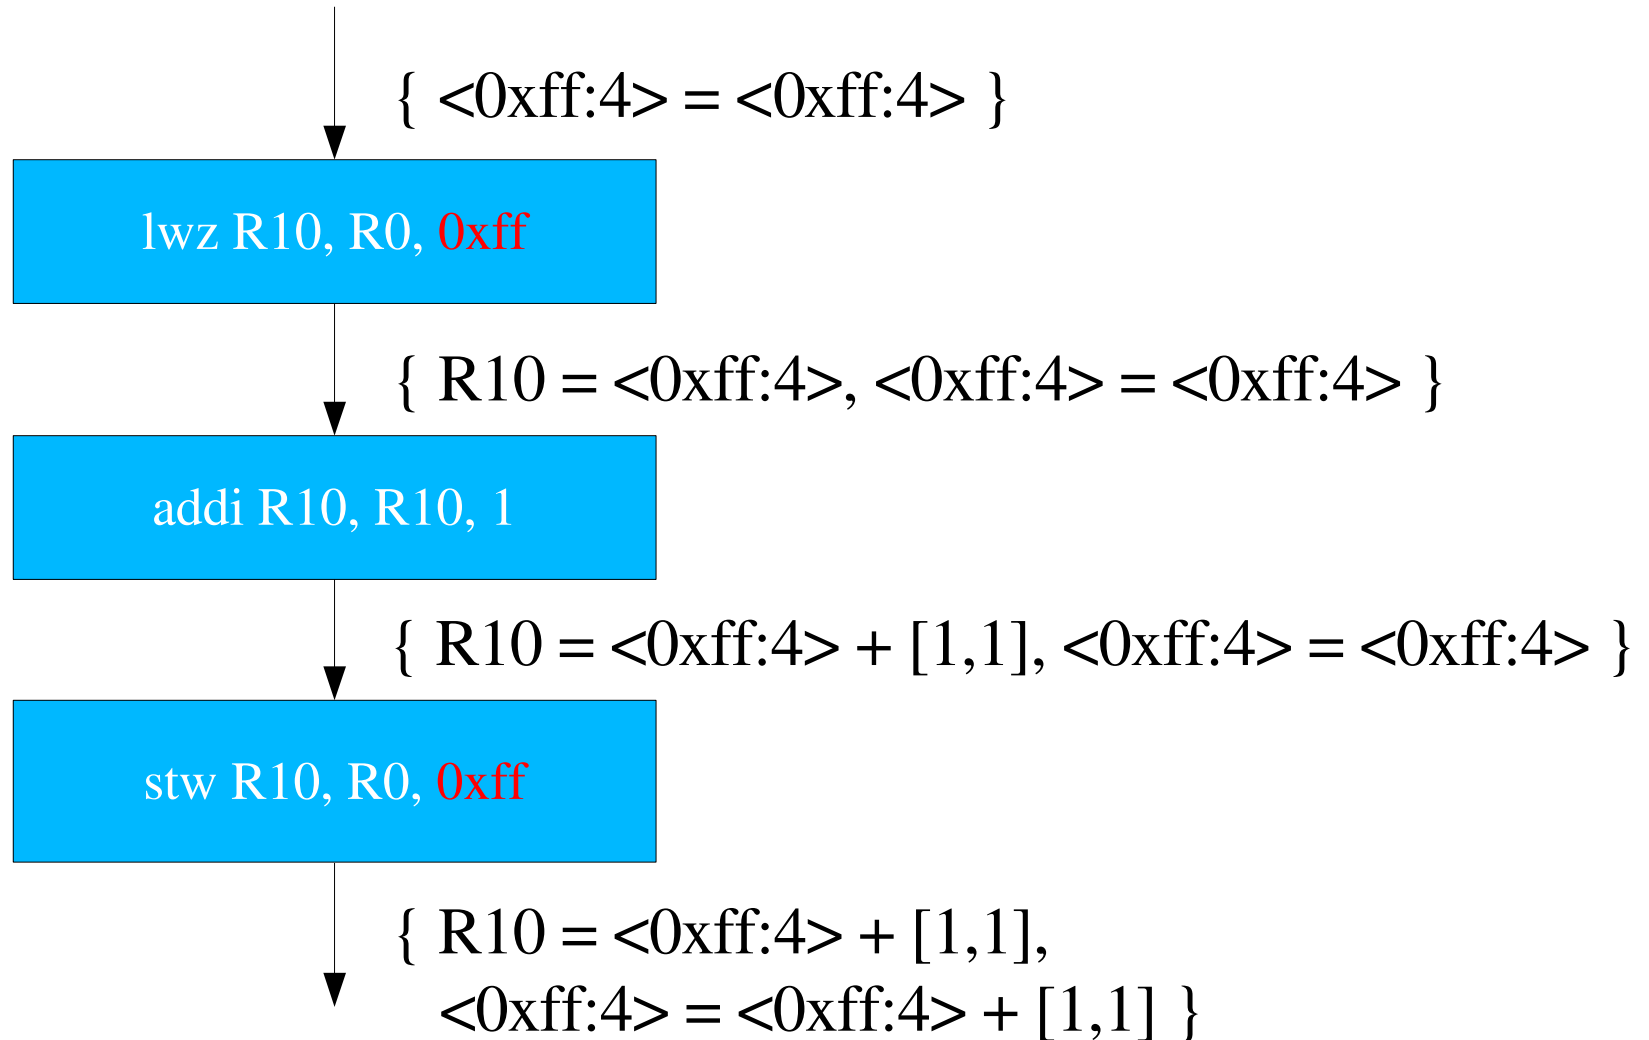 { <0xff:4> = <0xff:4> }
lwz R10, R0, 0xff
{ R10 = <0xff:4>, <0xff:4> = <0xff:4> }
addi R10, R10, 1
{ R10 = <0xff:4> + [1,1], <0xff:4> = <0xff:4> }
stw R10, R0, 0xff
{ R10 = <0xff:4> + [1,1],
<0xff:4> = <0xff:4> + [1,1] }